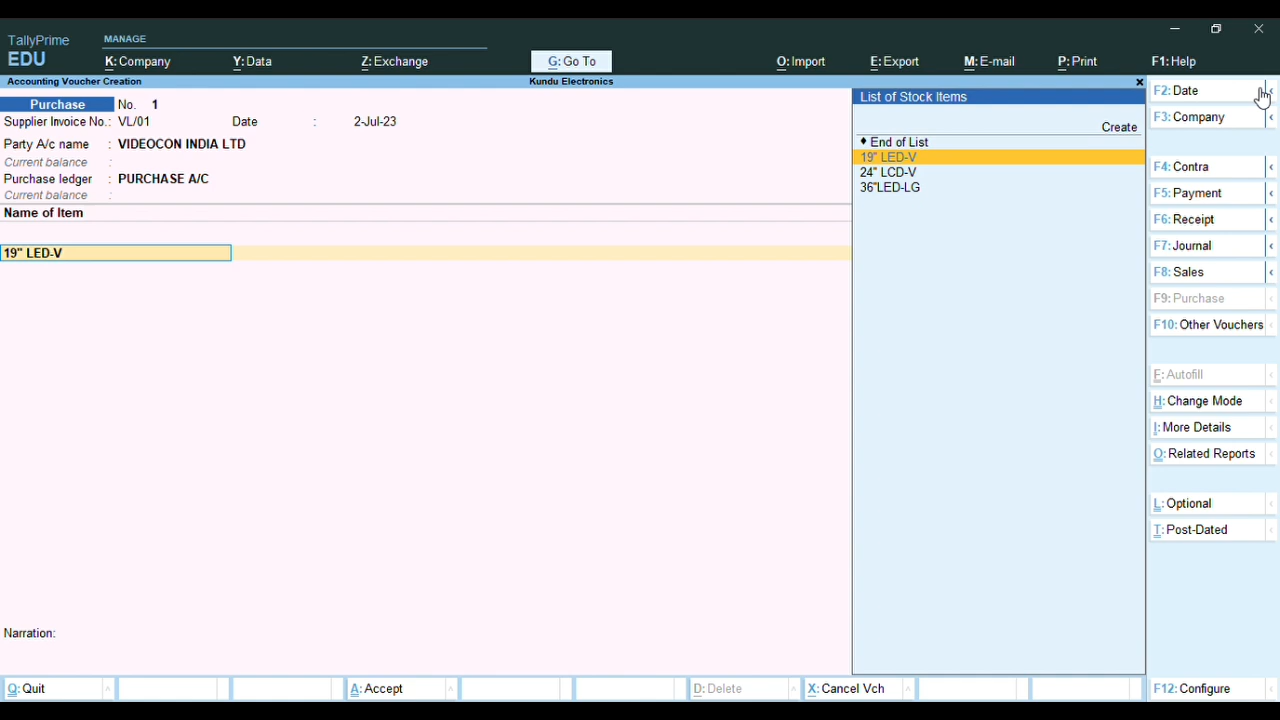 TallyPrime
EDU
MANAGE
K: Company Y: Data Z: Exchange G: Go To O: Import E: Export M: E-mail P: Print F1: Help
Accounting Voucher Creation Kundu Electronics ×
Purchase No. 1
Supplier Invoice No.: VL/01 Date : 2-Jul-23
Party A/c name : VIDEOCON INDIA LTD
Current balance :
Purchase ledger : PURCHASE A/C
Current balance :
Name of Item
19" LED-V
Narration:
List of Stock Items
Create
♦ End of List
19" LED-V
24" LCD-V
36"LED-LG
F2: Date
F3: Company
F4: Contra
F5: Payment
F6: Receipt
F7: Journal
F8: Sales
F9: Purchase
F10: Other Vouchers
F: Autofill
H: Change Mode
I: More Details
O: Related Reports
L: Optional
T: Post-Dated
Q: Quit A: Accept D: Delete X: Cancel Vch F12: Configure